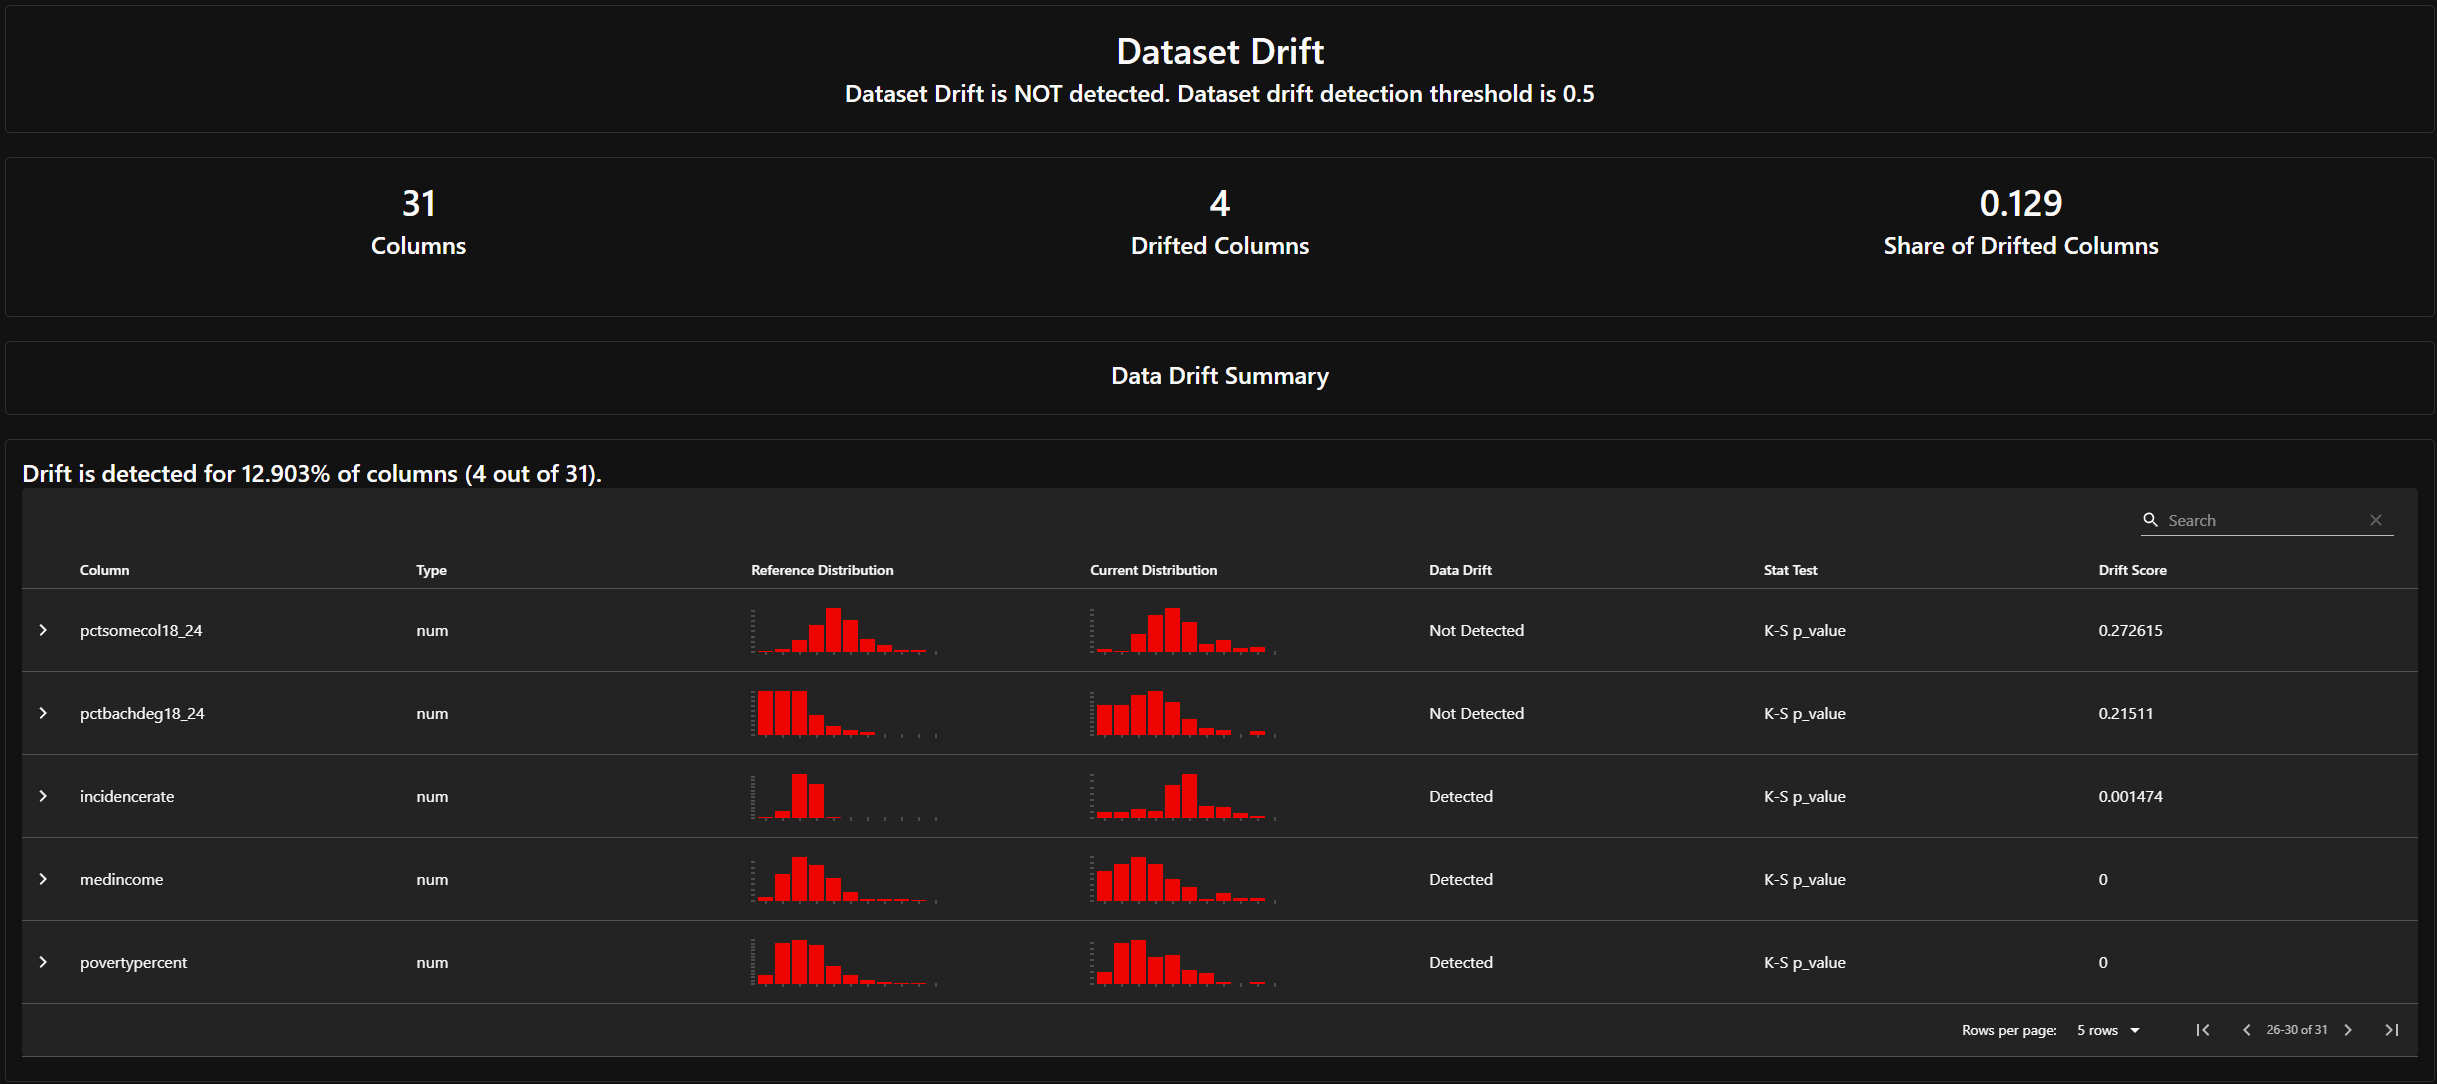 Dataset Drift
Dataset Drift is NOT detected. Dataset drift detection threshold is 0.5
31
Columns
4
Drifted Columns
0.129
Share of Drifted Columns
Data Drift Summary
Drift is detected for 12.903% of columns (4 out of 31).
Search
Column Type Reference Distribution Current Distribution Data Drift Stat Test Drift Score
pctsomecol18_24 num Not Detected K-S p_value 0.272615
pctbachdeg18_24 num Not Detected K-S p_value 0.21511
incidencerate num Detected K-S p_value 0.001474
medincome num Detected K-S p_value 0
povertypercent num Detected K-S p_value 0
Rows per page: 5 rows 26-30 of 31